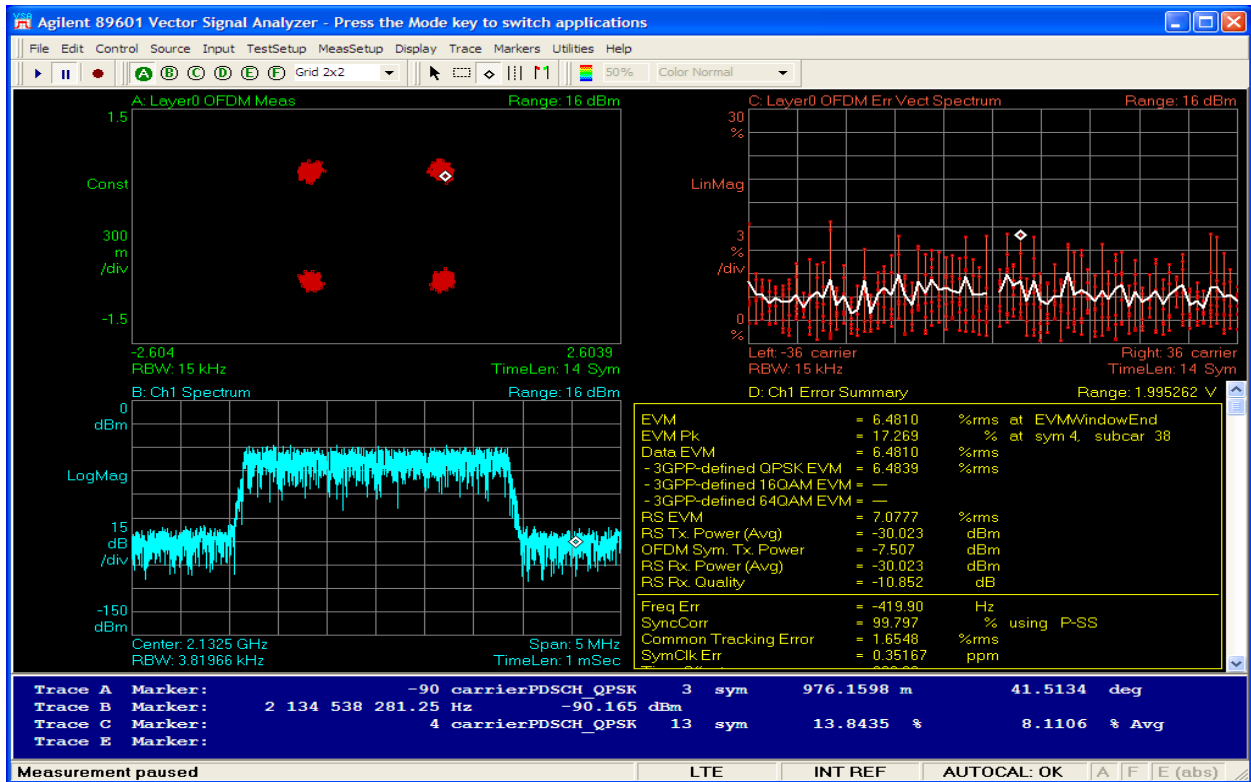 Agilent 89601 Vector Signal Analyzer - Press the Mode key to switch applications
File Edit Control Source Input TestSetup MeasSetup Display Trace Markers Utilities Help
A B C D E F Grid 2x2 50% Color Normal
A: Layer0 OFDM Meas Range: 16 dBm
1.5
Const
300
m
/div
-1.5
-2.604 2.6039
RBW: 15 kHz TimeLen: 14 Sym
C: Layer0 OFDM Err Vect Spectrum Range: 16 dBm
30
%
LinMag
3
%
/div
0
%
Left: -36 carrier Right: 36 carrier
RBW: 15 kHz TimeLen: 14 Sym
B: Ch1 Spectrum Range: 16 dBm
0
dBm
LogMag
15
dB
/div
-150
dBm
Center: 2.1325 GHz Span: 5 MHz
RBW: 3.81966 kHz TimeLen: 1 mSec
D: Ch1 Error Summary Range: 1.995262 V
EVM = 6.4810 %rms at EVMWindowEnd
EVM Pk = 17.269 % at sym 4, subcar 38
Data EVM = 6.4810 %rms
- 3GPP-defined QPSK EVM = 6.4839 %rms
- 3GPP-defined 16QAM EVM = —
- 3GPP-defined 64QAM EVM = —
RS EVM = 7.0777 %rms
RS Tx. Power (Avg) = -30.023 dBm
OFDM Sym. Tx. Power = -7.507 dBm
RS Rx. Power (Avg) = -30.023 dBm
RS Rx. Quality = -10.852 dB
Freq Err = -419.90 Hz
SyncCorr = 99.797 % using P-SS
Common Tracking Error = 1.6548 %rms
SymClk Err = 0.35167 ppm
Trace A Marker: -90 carrierPDSCH_QPSK 3 sym 976.1598 m 41.5134 deg
Trace B Marker: 2 134 538 281.25 Hz -90.165 dBm
Trace C Marker: 4 carrierPDSCH_QPSK 13 sym 13.8435 % 8.1106 % Avg
Trace E Marker:
Measurement paused LTE INT REF AUTOCAL: OK A F E (abs)